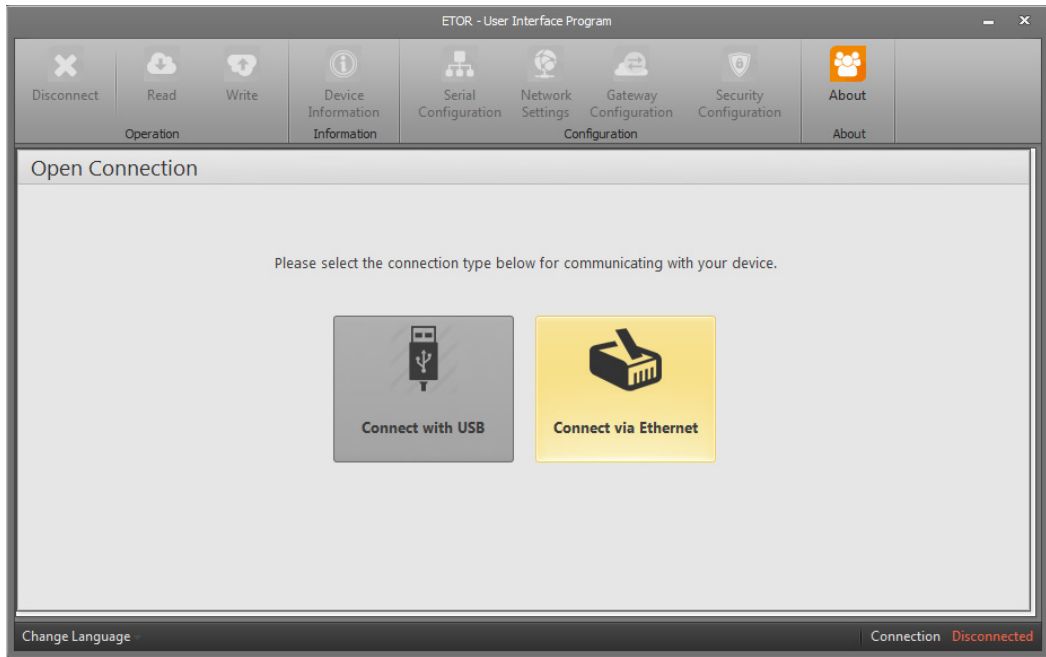 ETOR - User Interface Program
Disconnect
Read
Write
Operation
Device
Information
Information
Serial
Configuration
Network
Settings
Gateway
Configuration
Security
Configuration
Configuration
About
About
Open Connection
Please select the connection type below for communicating with your device.
Connect with USB
Connect via Ethernet
Change Language
Connection Disconnected